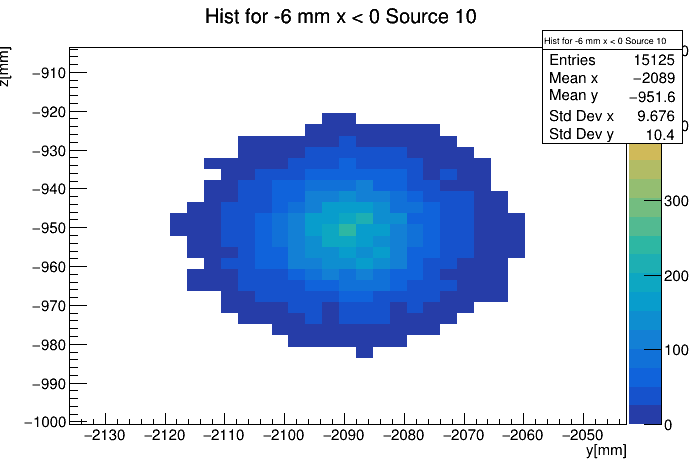 Hist for -6 mm x < 0 Source 10
Hist for -6 mm x < 0 Source 10
Entries 15125
Mean x −2089
Mean y −951.6
Std Dev x 9.676
Std Dev y 10.4
z[mm]
−910
−920
−930
−940
−950
−960
−970
−980
−990
−1000
−2130 −2120 −2110 −2100 −2090 −2080 −2070 −2060 −2050
y[mm]
0
0
300
200
100
0